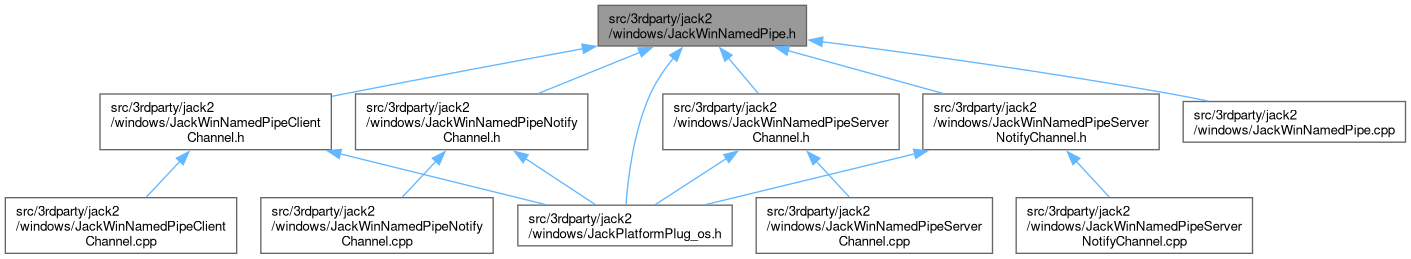 src/3rdparty/jack2
/windows/JackWinNamedPipe.h
src/3rdparty/jack2
/windows/JackWinNamedPipeClient
Channel.h
src/3rdparty/jack2
/windows/JackWinNamedPipeNotify
Channel.h
src/3rdparty/jack2
/windows/JackWinNamedPipeServer
Channel.h
src/3rdparty/jack2
/windows/JackWinNamedPipeServer
NotifyChannel.h
src/3rdparty/jack2
/windows/JackWinNamedPipe.cpp
src/3rdparty/jack2
/windows/JackWinNamedPipeClient
Channel.cpp
src/3rdparty/jack2
/windows/JackWinNamedPipeNotify
Channel.cpp
src/3rdparty/jack2
/windows/JackPlatformPlug_os.h
src/3rdparty/jack2
/windows/JackWinNamedPipeServer
Channel.cpp
src/3rdparty/jack2
/windows/JackWinNamedPipeServer
NotifyChannel.cpp